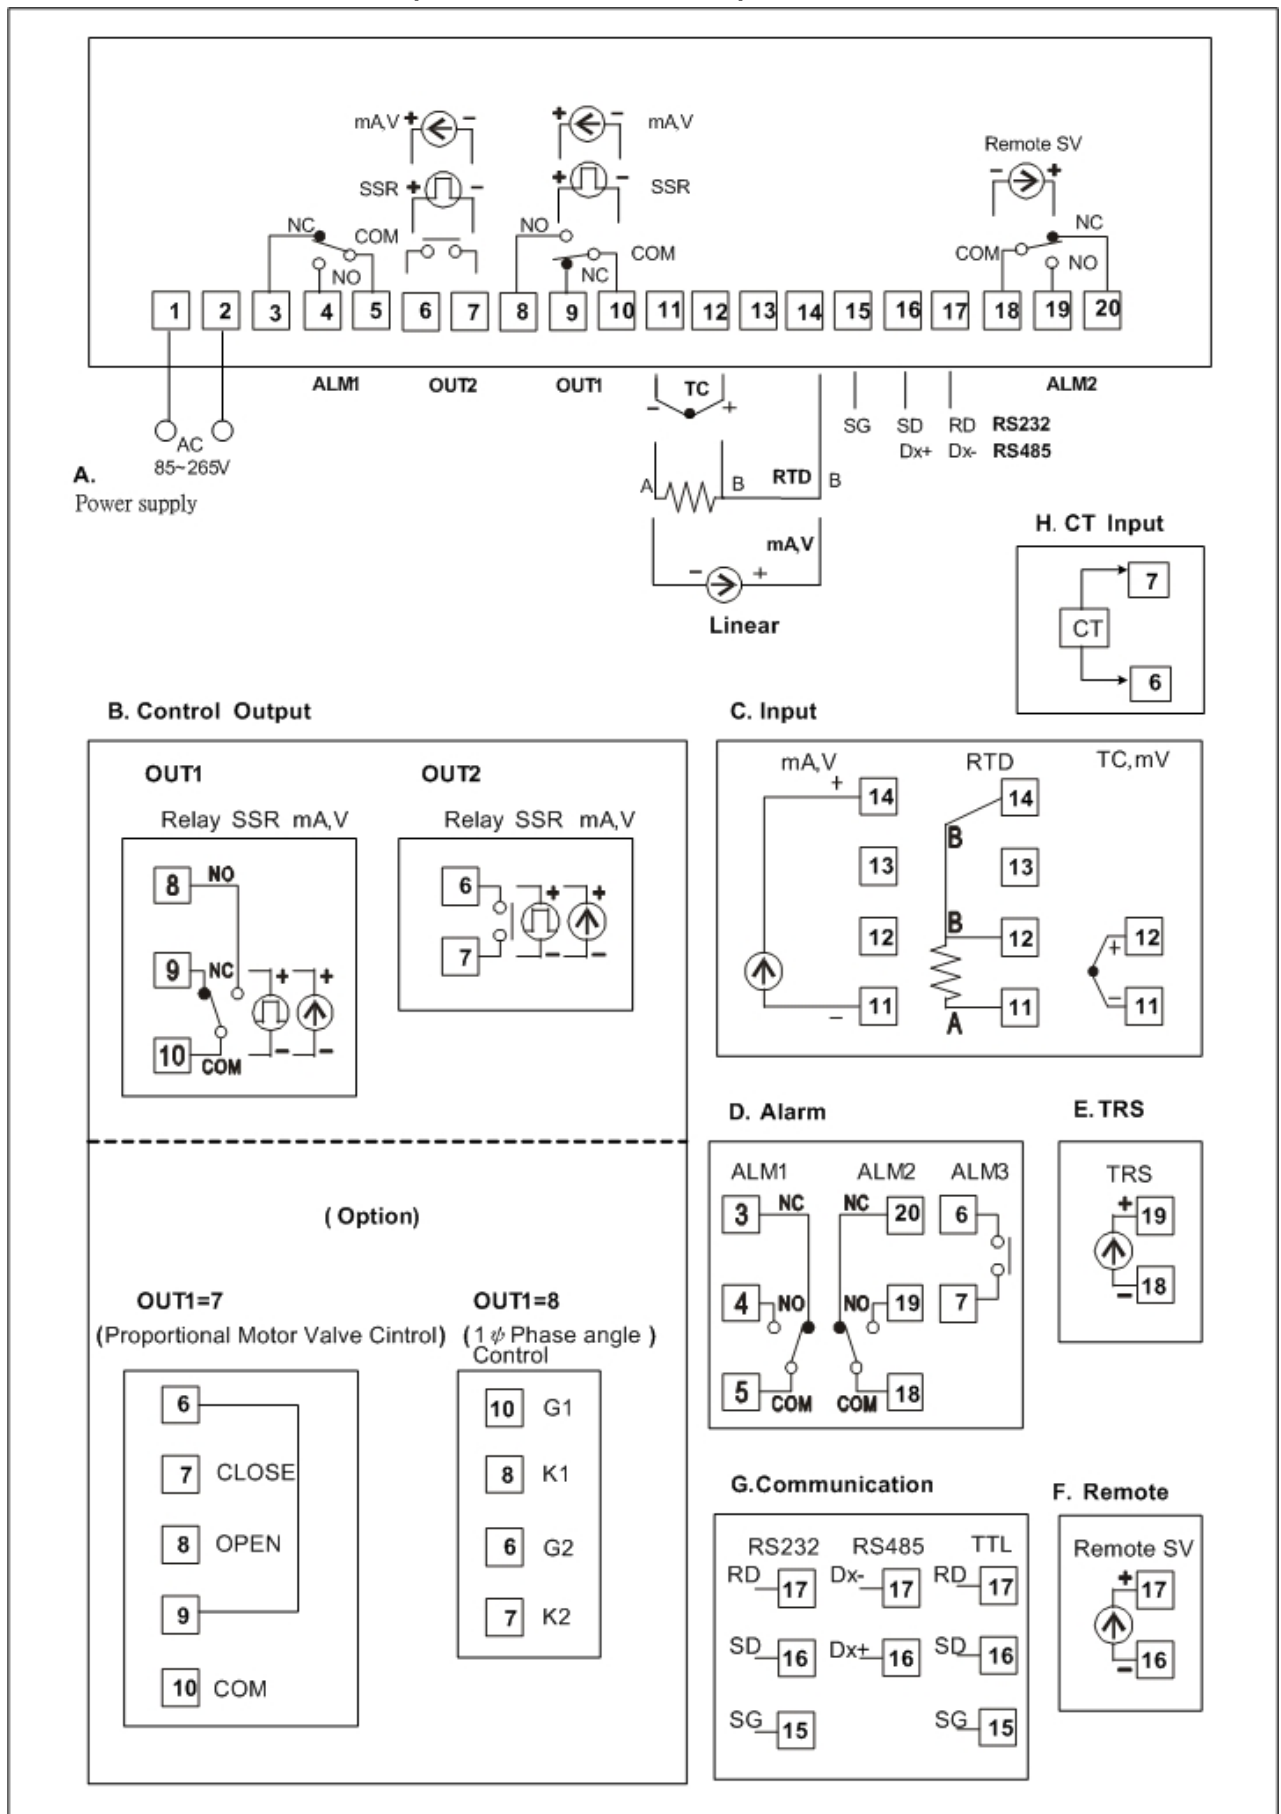 mA,V + - + - mA,V
Remote SV
- +
SSR + - + - SSR
NC COM NO COM NC
NO NC COM NO
1 2 3 4 5 6 7 8 9 10 11 12 13 14 15 16 17 18 19 20
ALM1 OUT2 OUT1 TC ALM2
- +
SG SD RD RS232
Dx+ Dx- RS485
AC
85~265V
A.
Power supply
A B RTD B
mA,V
- +
Linear
H. CT Input
7
CT
6
B. Control Output
OUT1 OUT2
Relay SSR mA,V Relay SSR mA,V
8 NO
9 NC + +
10 COM - -
6 + +
7 - -
C. Input
mA,V RTD TC,mV
+ 14 14
B
13 13
12 B 12 + 12
- 11 A 11 - 11
D. Alarm
ALM1 ALM2 ALM3
3 NC NC 20 6
4 NO NO 19 7
5 COM COM 18
E. TRS
TRS
+ 19
- 18
( Option)
OUT1=7
(Proportional Motor Valve Cintrol)
6
7 CLOSE
8 OPEN
9
10 COM
OUT1=8
(1 ψ Phase angle )
Control
10 G1
8 K1
6 G2
7 K2
G.Communication
RS232 RS485 TTL
RD 17 Dx- 17 RD 17
SD 16 Dx+ 16 SD 16
SG 15 SG 15
F. Remote
Remote SV
+ 17
- 16